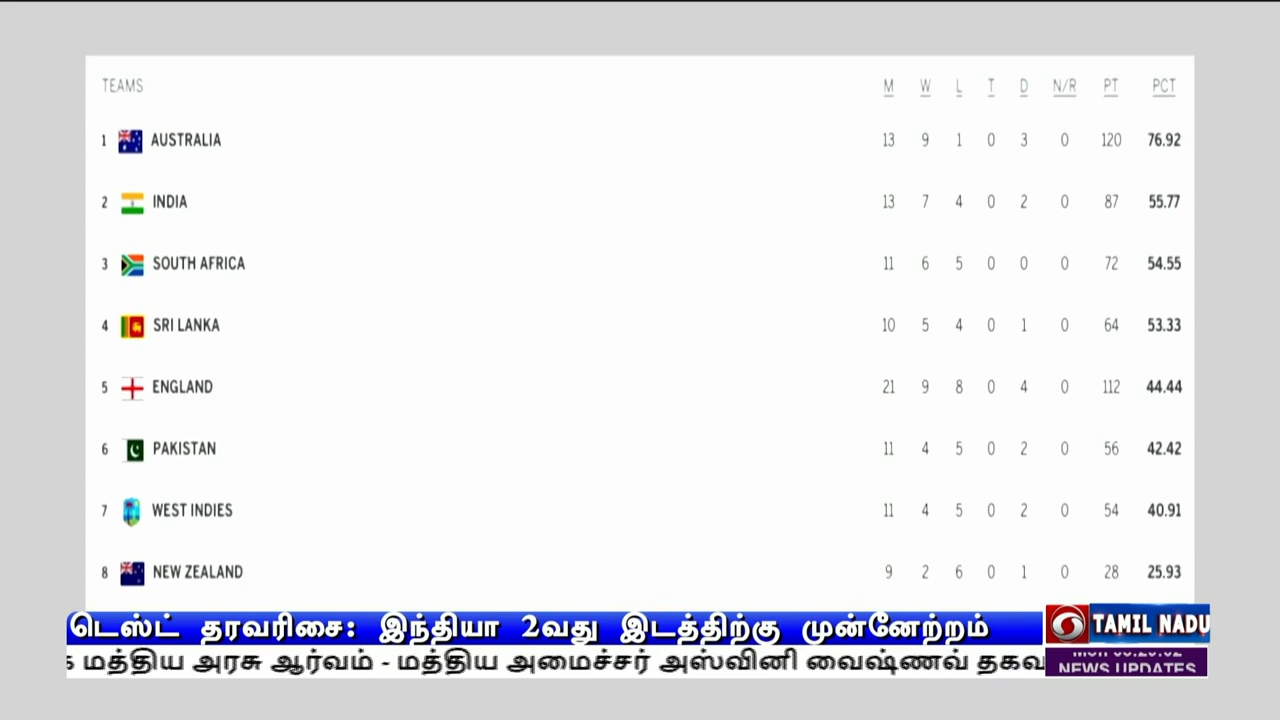 TEAMS M W L T D N/R PT PCT
1 AUSTRALIA 13 9 1 0 3 0 120 76.92
2 INDIA 13 7 4 0 2 0 87 55.77
3 SOUTH AFRICA 11 6 5 0 0 0 72 54.55
4 SRI LANKA 10 5 4 0 1 0 64 53.33
5 ENGLAND 21 9 8 0 4 0 112 44.44
6 PAKISTAN 11 4 5 0 2 0 56 42.42
7 WEST INDIES 11 4 5 0 2 0 54 40.91
8 NEW ZEALAND 9 2 6 0 1 0 28 25.93
டெஸ்ட் தரவரிசை: இந்தியா 2வது இடத்திற்கு முன்னேற்றம்
TAMIL NADU
மத்திய அரசு ஆர்வம் - மத்திய அமைச்சர் அஸ்வினி வைஷ்ணவ் தகவ
NEWS UPDATES